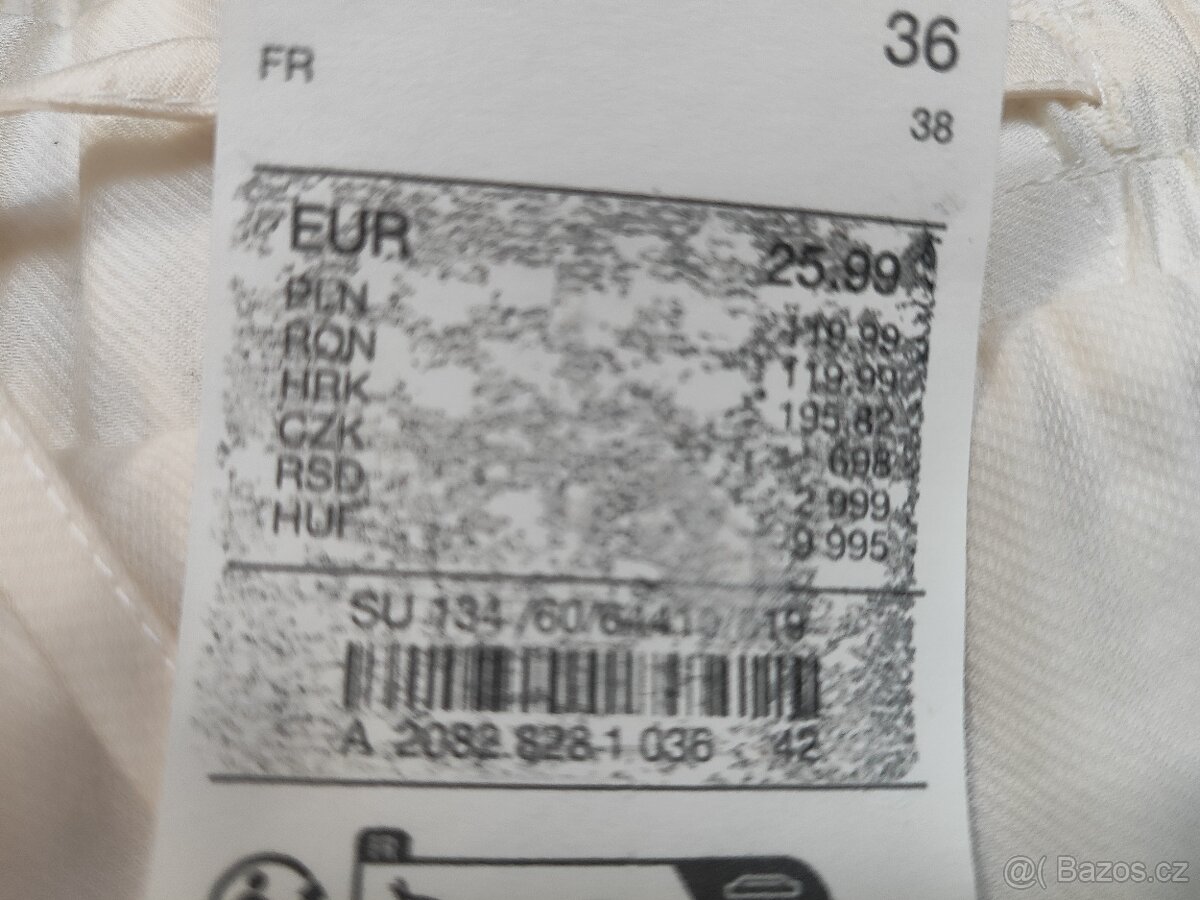 36
FR 38
EUR 25.99
PLN 119.99
RON 119.99
HRK 195.82
CZK 698
RSD 2 999
HUF 9 995
SU 134 /60/6441 19
A 2082 828-1 036 42
@( Bazos.cz